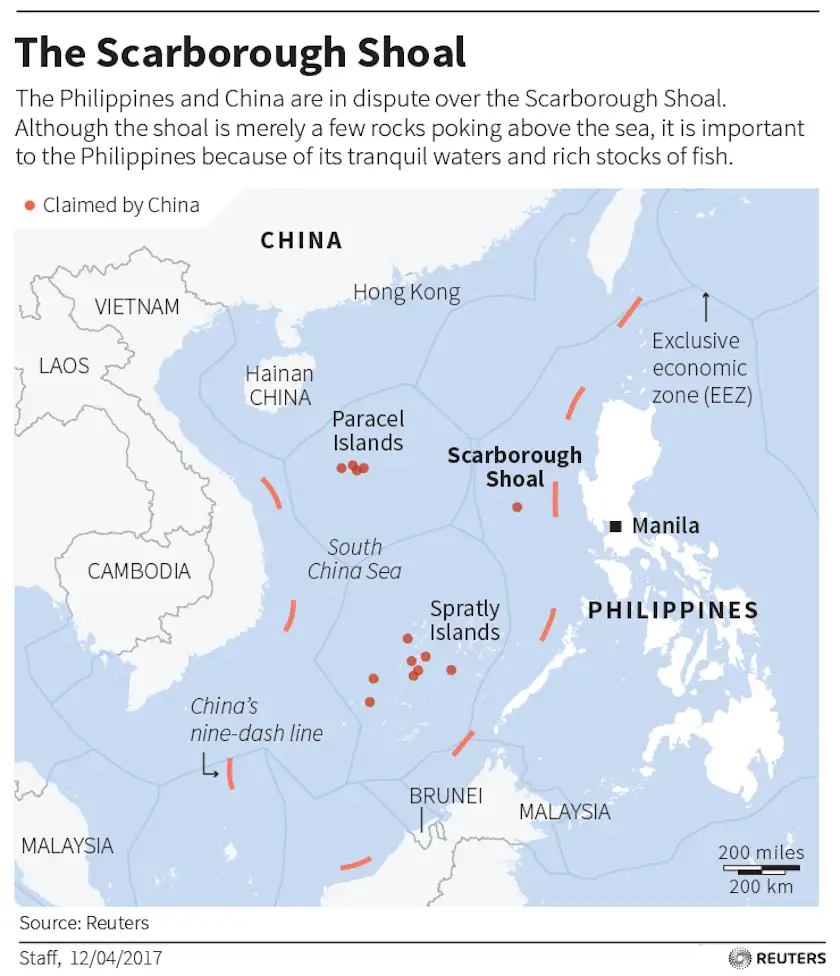 The Scarborough Shoal
The Philippines and China are in dispute over the Scarborough Shoal.
Although the shoal is merely a few rocks poking above the sea, it is important
to the Philippines because of its tranquil waters and rich stocks of fish.
Claimed by China
CHINA
Hong Kong
VIETNAM
LAOS
Hainan
CHINA
Exclusive
economic
zone (EEZ)
Paracel
Islands
Scarborough
Shoal
Manila
South
China Sea
CAMBODIA
Spratly
Islands
PHILIPPINES
China's
nine-dash line
BRUNEI
MALAYSIA
MALAYSIA
200 miles
200 km
Source: Reuters
Staff, 12/04/2017
REUTERS